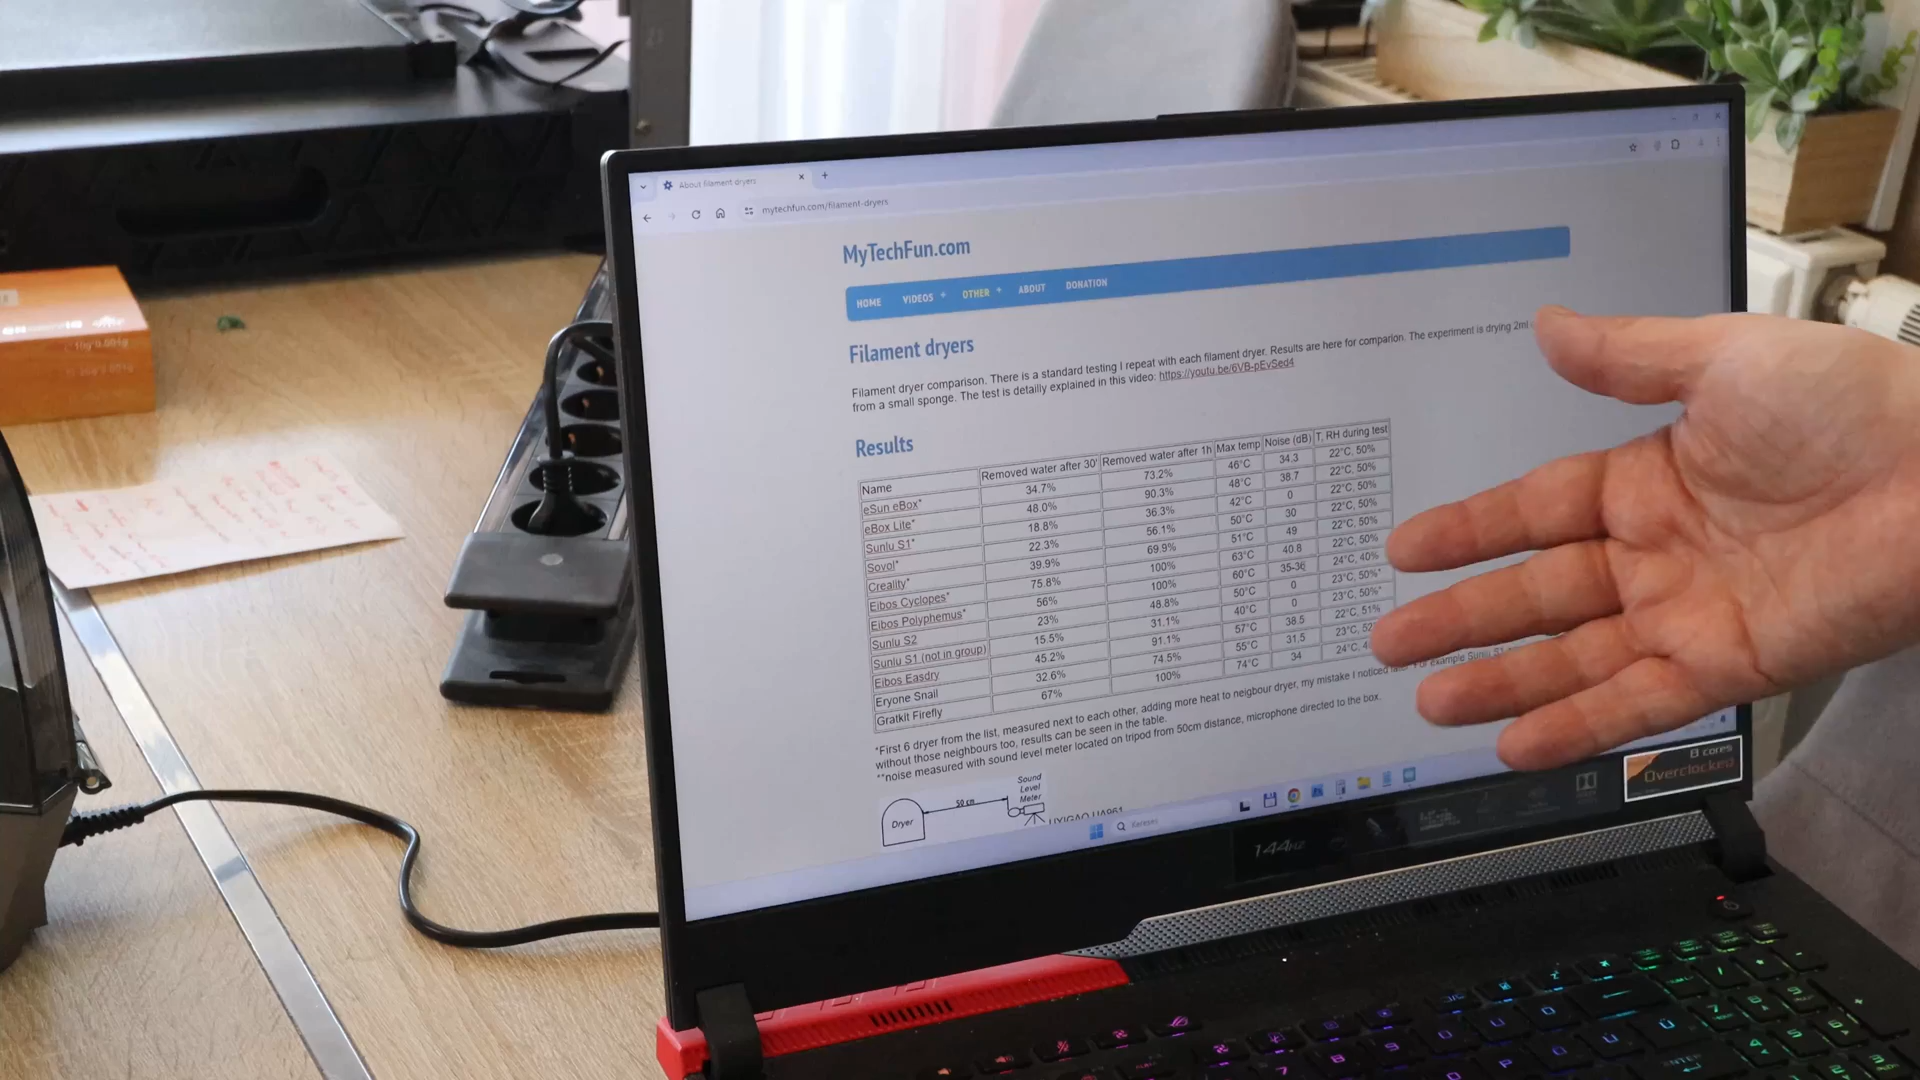 About filament dryers
mytechfun.com/filament-dryers
MyTechFun.com
HOME VIDEOS + OTHER + ABOUT DONATION
Filament dryers
Filament dryer comparison. There is a standard testing I repeat with each filament dryer. Results are here for comparion. The experiment is drying 2ml
from a small sponge. The test is detailly explained in this video: https://youtu.be/6VB-pEvSed4
Results
Name Removed water after 30' Removed water after 1h Max temp Noise (dB) T, RH during test
eSun eBox* 34.7% 73.2% 46°C 34.3 22°C, 50%
eBox Lite* 48.0% 90.3% 48°C 38.7 22°C, 50%
Sunlu S1* 18.8% 36.3% 42°C 0 22°C, 50%
Sovol* 22.3% 56.1% 50°C 30 22°C, 50%
Creality* 39.9% 69.9% 51°C 49 22°C, 50%
Eibos Cyclopes* 75.8% 100% 63°C 40.8 22°C, 50%
Eibos Polyphemus* 56% 100% 60°C 35-36 24°C, 40%
Sunlu S2 23% 48.8% 50°C 0 23°C, 50%*
Sunlu S1 (not in group) 15.5% 31.1% 40°C 0 23°C, 50%*
Eibos Easdry 45.2% 91.1% 57°C 38.5 22°C, 51%
Eryone Snail 32.6% 74.5% 55°C 31.5 23°C, 52
Gratkit Firefly 67% 100% 74°C 34 24°C, 4
*First 6 dryer from the list, measured next to each other, adding more heat to neigbour dryer, my mistake I noticed For example Sunlu S1
without those neighbours too, results can be seen in the table.
**noise measured with sound level meter located on tripod from 50cm distance, microphone directed to the box.
Dryer
50 cm
Sound
Level
Meter
8 cores
Overclocked
144Hz